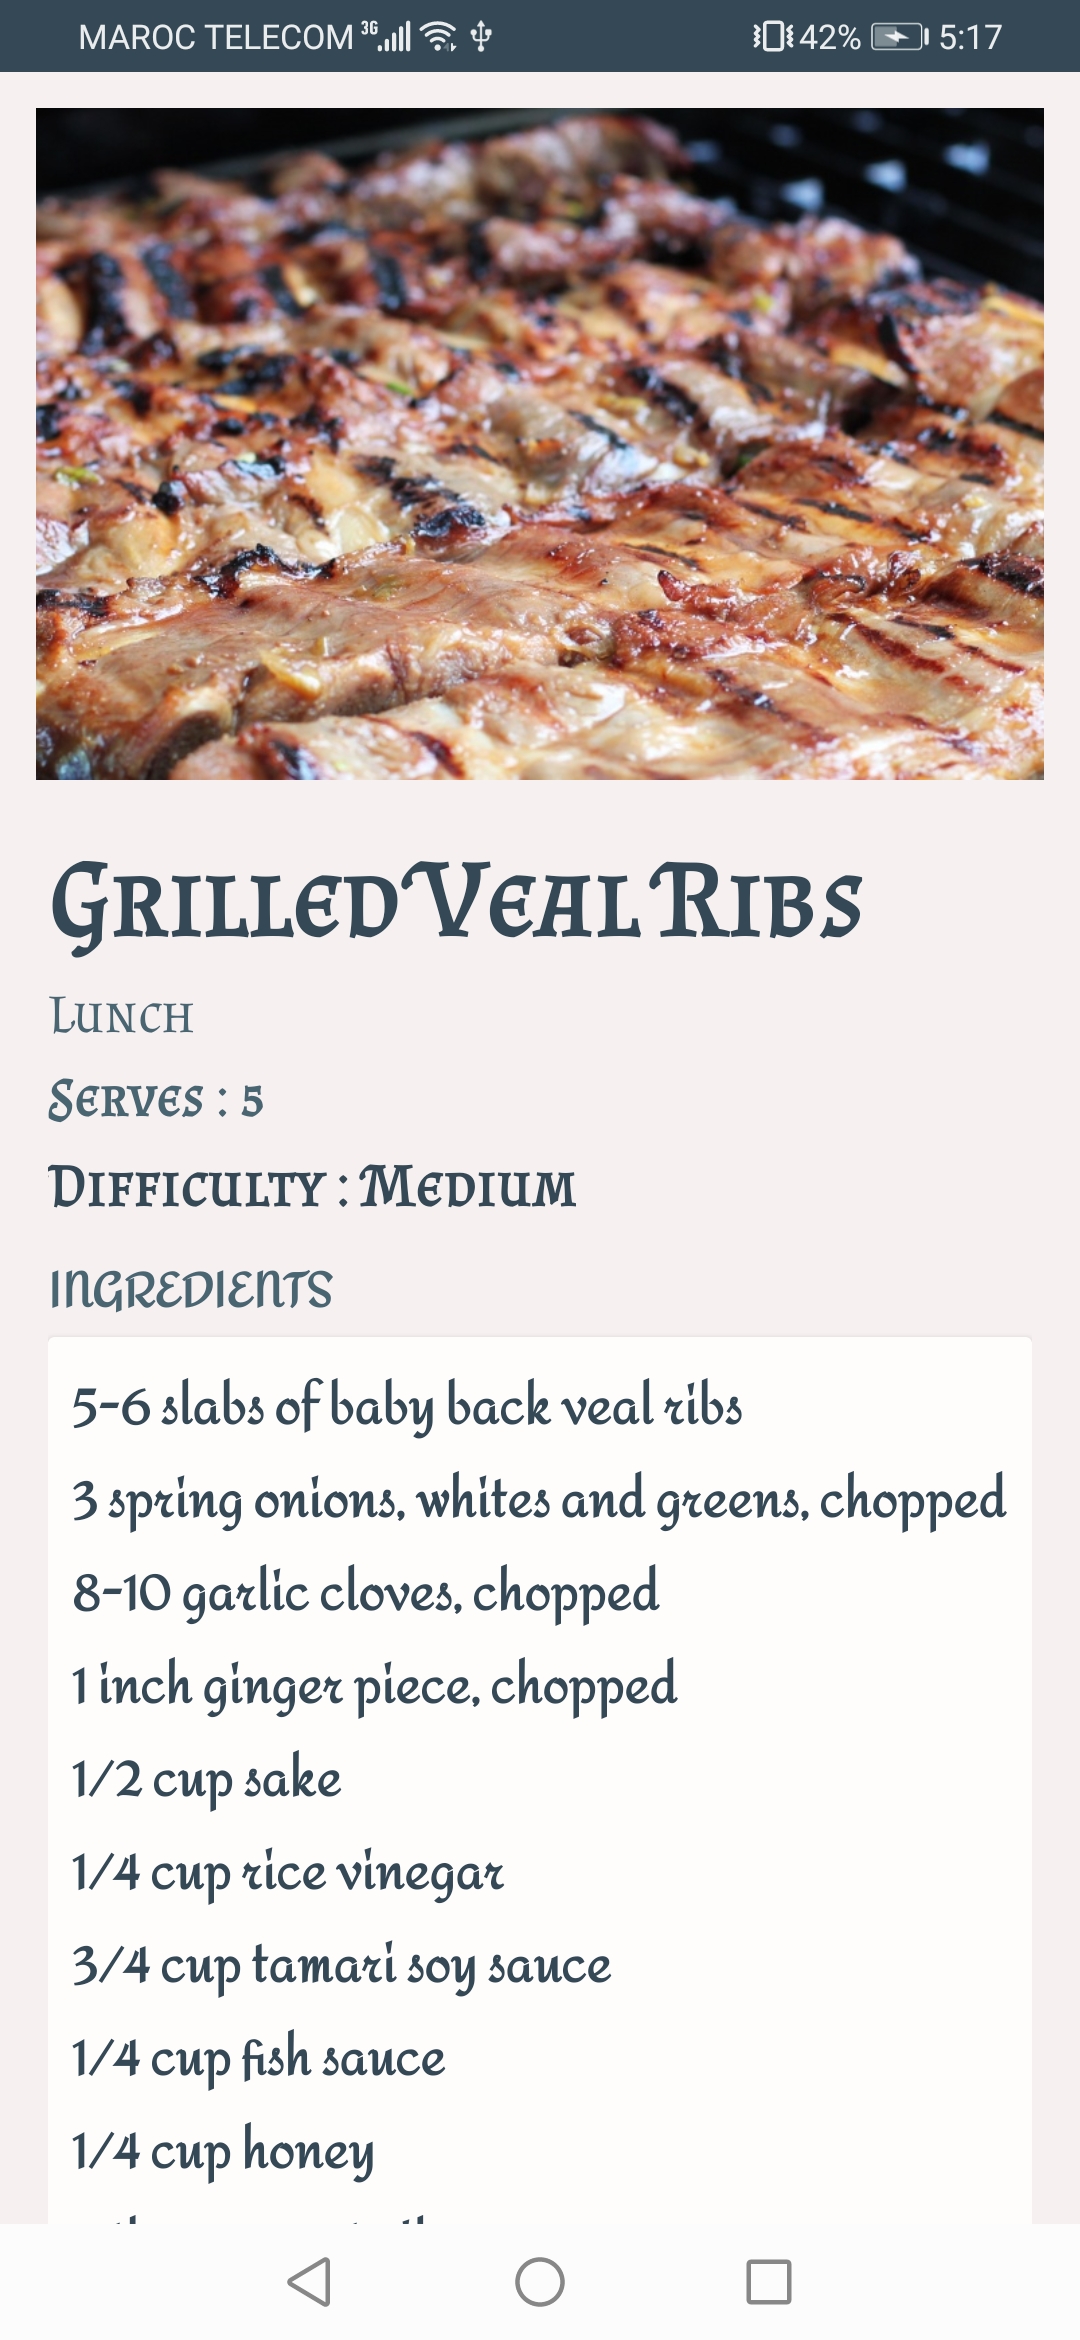 MAROC TELECOM 3G 42% 5:17
Grilled Veal Ribs
Lunch
Serves : 5
Difficulty : Medium
INGREDIENTS
5-6 slabs of baby back veal ribs
3 spring onions, whites and greens, chopped
8-10 garlic cloves, chopped
1 inch ginger piece, chopped
1/2 cup sake
1/4 cup rice vinegar
3/4 cup tamari soy sauce
1/4 cup fish sauce
1/4 cup honey